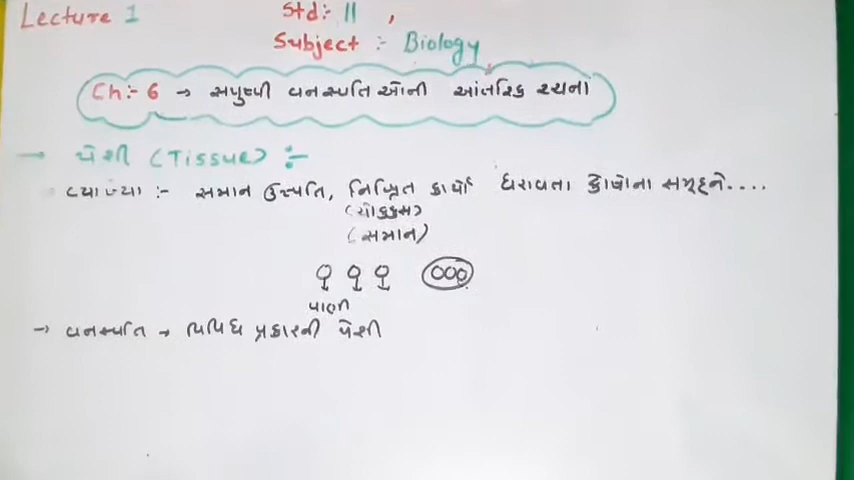 Lecture 1
Std:- 11 ,
Subject :- Biology
Ch:- 6 → સપુષ્પી વનસ્પતિઓની આંતરિક રચના
→ પેશી (Tissue) :-
વ્યાખ્યા :- સમાન ઉત્પતિ, નિશ્ચિત કાર્યો ધરાવતા કોષોના સમૂહને....
(ચોક્કસ)
(સમાન)
પાણી
→ વનસ્પતિ → વિવિધ પ્રકારની પેશી